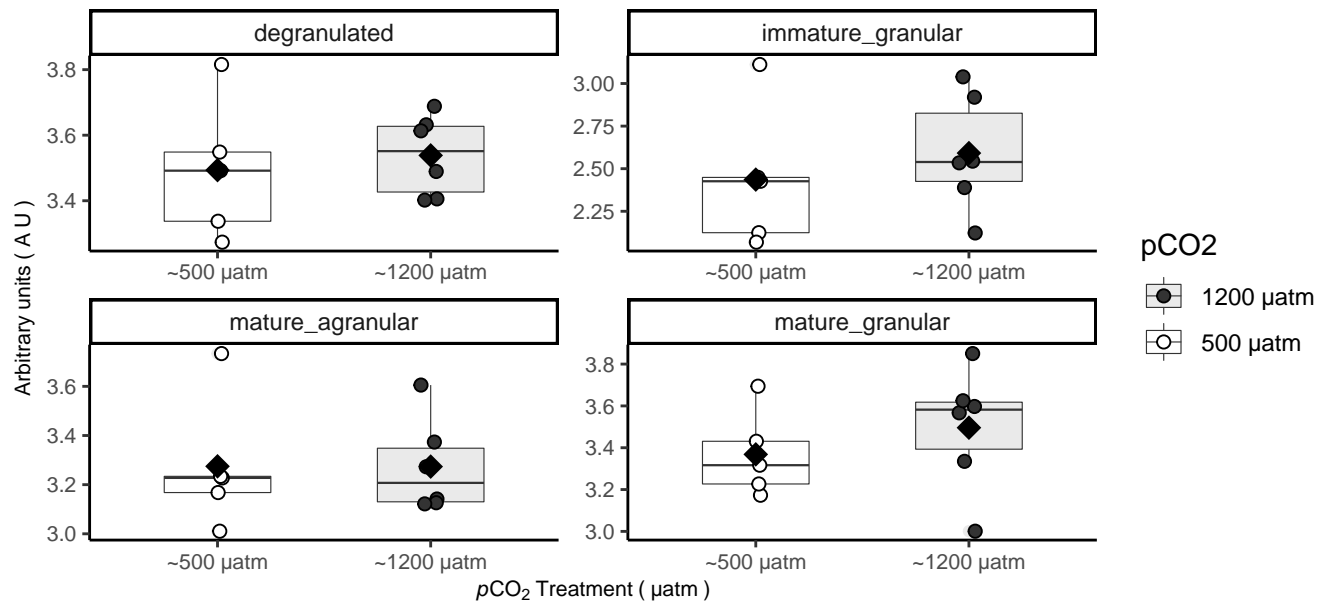 degranulated
immature_granular
3.8
3.6
3.4
~500 µatm
~1200 µatm
3.00
2.75
2.50
2.25
~500 µatm
~1200 µatm
mature_agranular
mature_granular
3.6
3.4
3.2
3.0
~500 µatm
~1200 µatm
3.8
3.6
3.4
3.2
3.0
~500 µatm
~1200 µatm
Arbitrary units ( A U )
pCO₂ Treatment ( µatm )
pCO2
1200 µatm
500 µatm